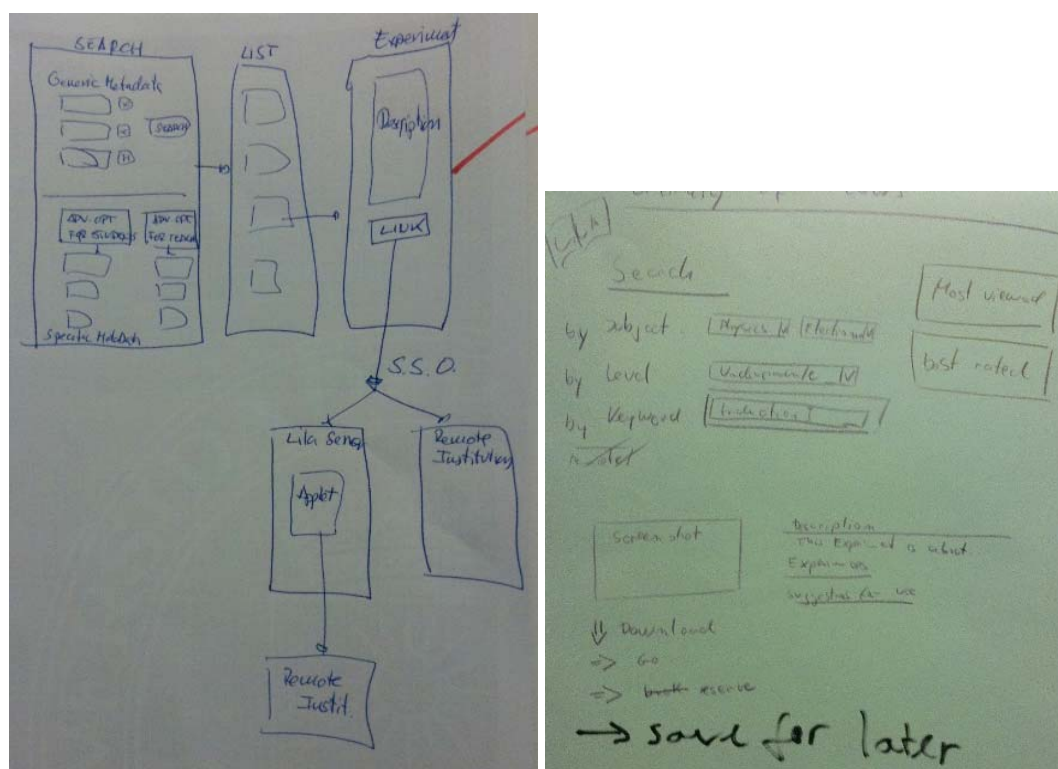 SEARCH
Generic Metadata
SEARCH
ADV. OPT
FOR STUDENTS
ADV. OPT
FOR TEACH
Specific MetaData
LIST
Experiment
Description
LINK
S.S.O.
Lila Server
Applet
Remote
Institution
Remote
Instit.
Search
by Subject
Physics
by Level
Undergraduate
by Keyword
Most viewed
best rated
screenshot
Description
This Experiment is about
Experiences
suggestions for use
Download
=> GO
=> book reserve
→ save for later